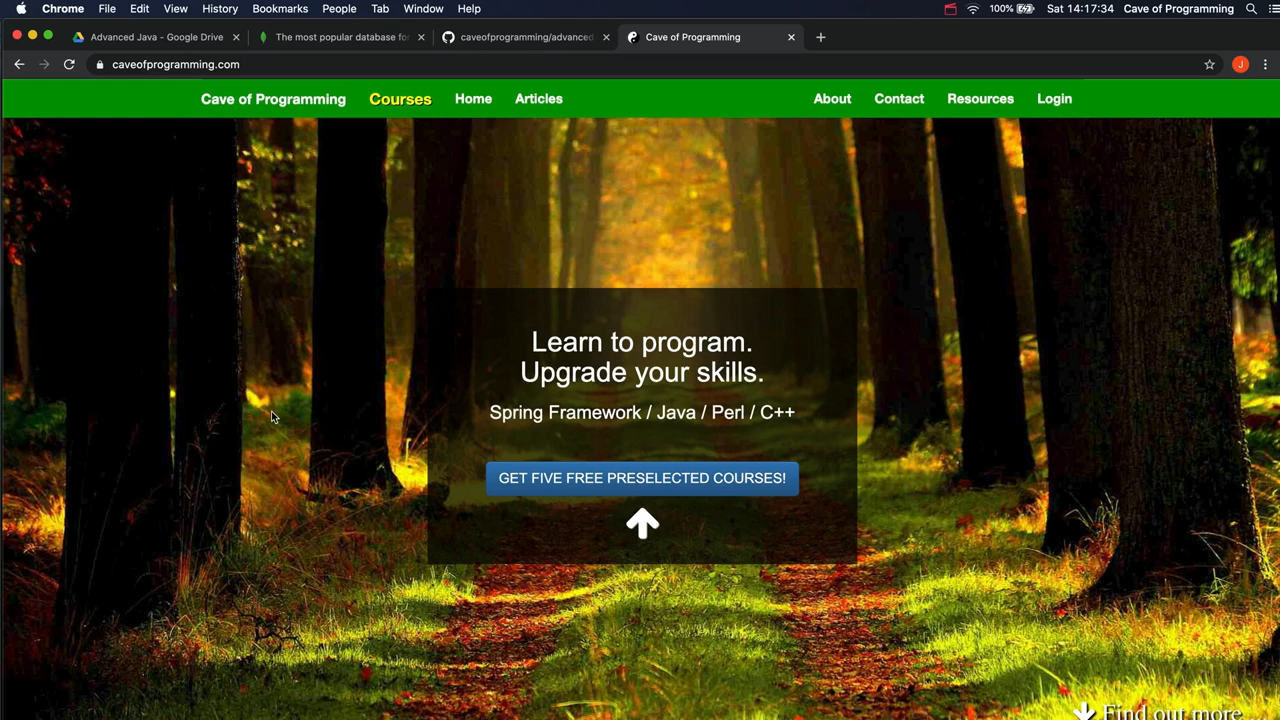 Chrome File Edit View History Bookmarks People Tab Window Help 100% Sat 14:17:34 Cave of Programming
Advanced Java - Google Drive The most popular database for caveofprogramming/advanced Cave of Programming
caveofprogramming.com J
Cave of Programming Courses Home Articles About Contact Resources Login
Learn to program.
Upgrade your skills.
Spring Framework / Java / Perl / C++
GET FIVE FREE PRESELECTED COURSES!
Find out more